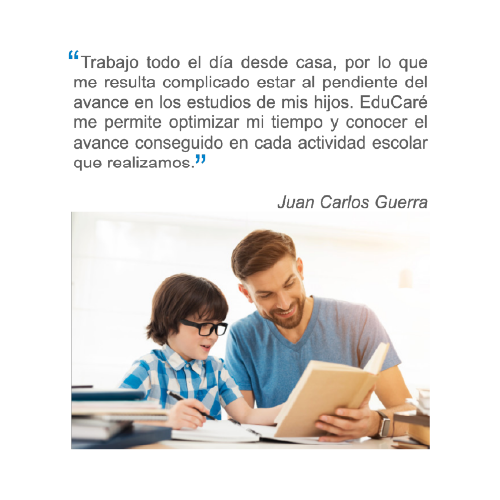 “Trabajo todo el día desde casa, por lo que
me resulta complicado estar al pendiente del
avance en los estudios de mis hijos. EduCaré
me permite optimizar mi tiempo y conocer el
avance conseguido en cada actividad escolar
que realizamos.”
Juan Carlos Guerra